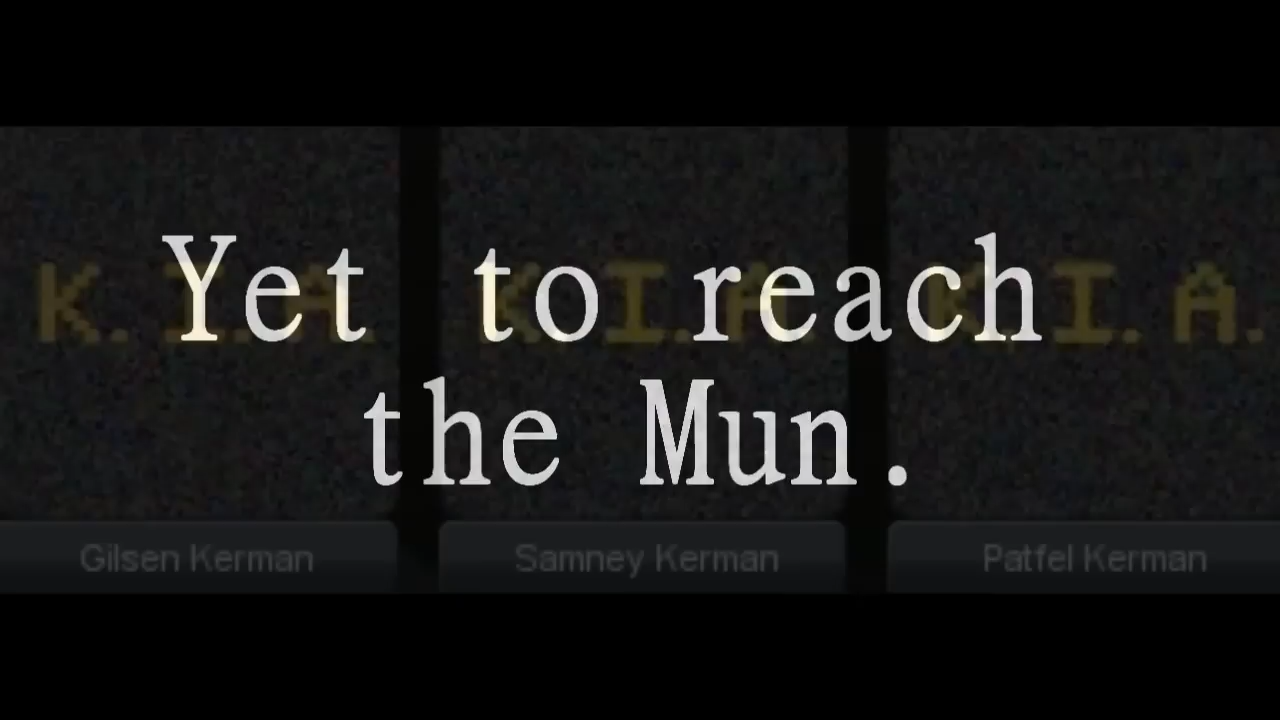 Yet to reach
the Mun.
K. I. A. K. I. A. K. I. A.
Gilsen Kerman Samney Kerman Patfel Kerman